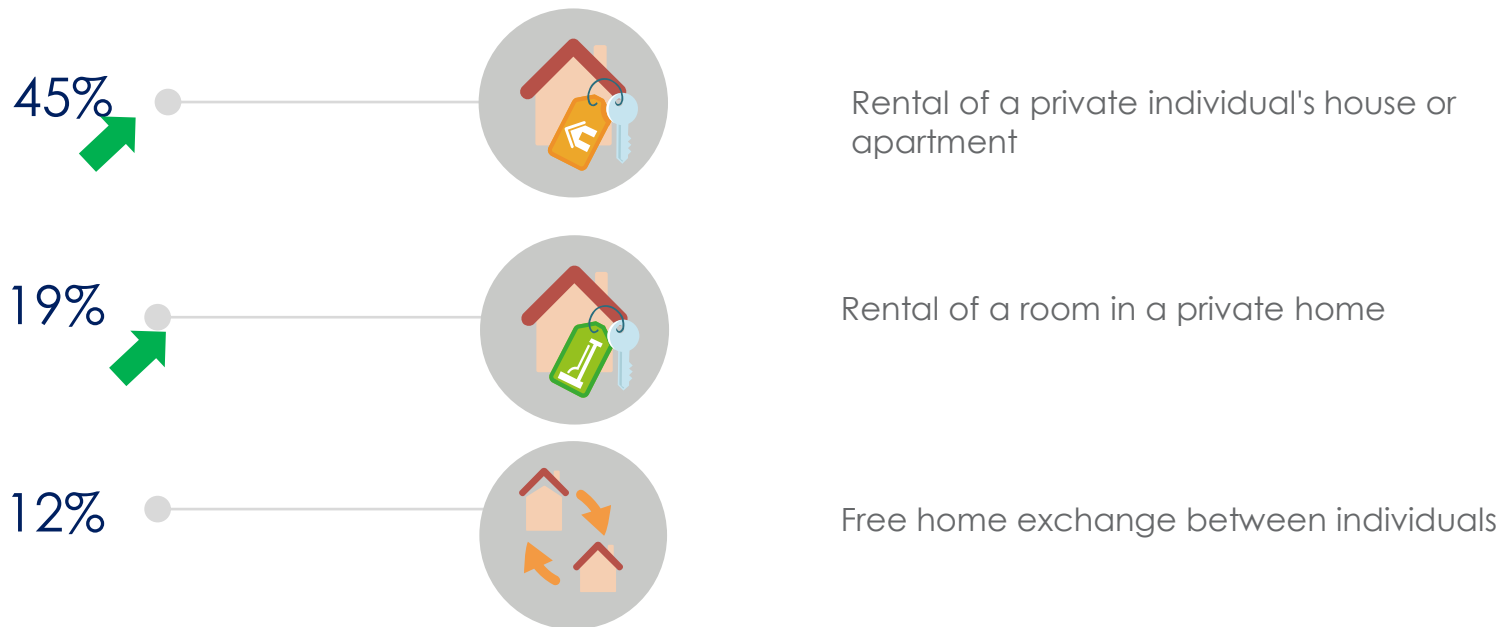 45%
Rental of a private individual's house or
apartment
19%
Rental of a room in a private home
12%
Free home exchange between individuals